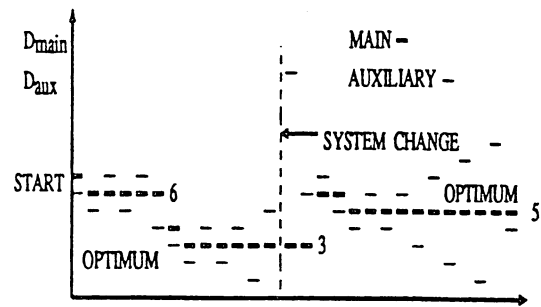 Dmain
MAIN
Daux
AUXILIARY
SYSTEM CHANGE
START
6
OPTIMUM
5
3
OPTIMUM